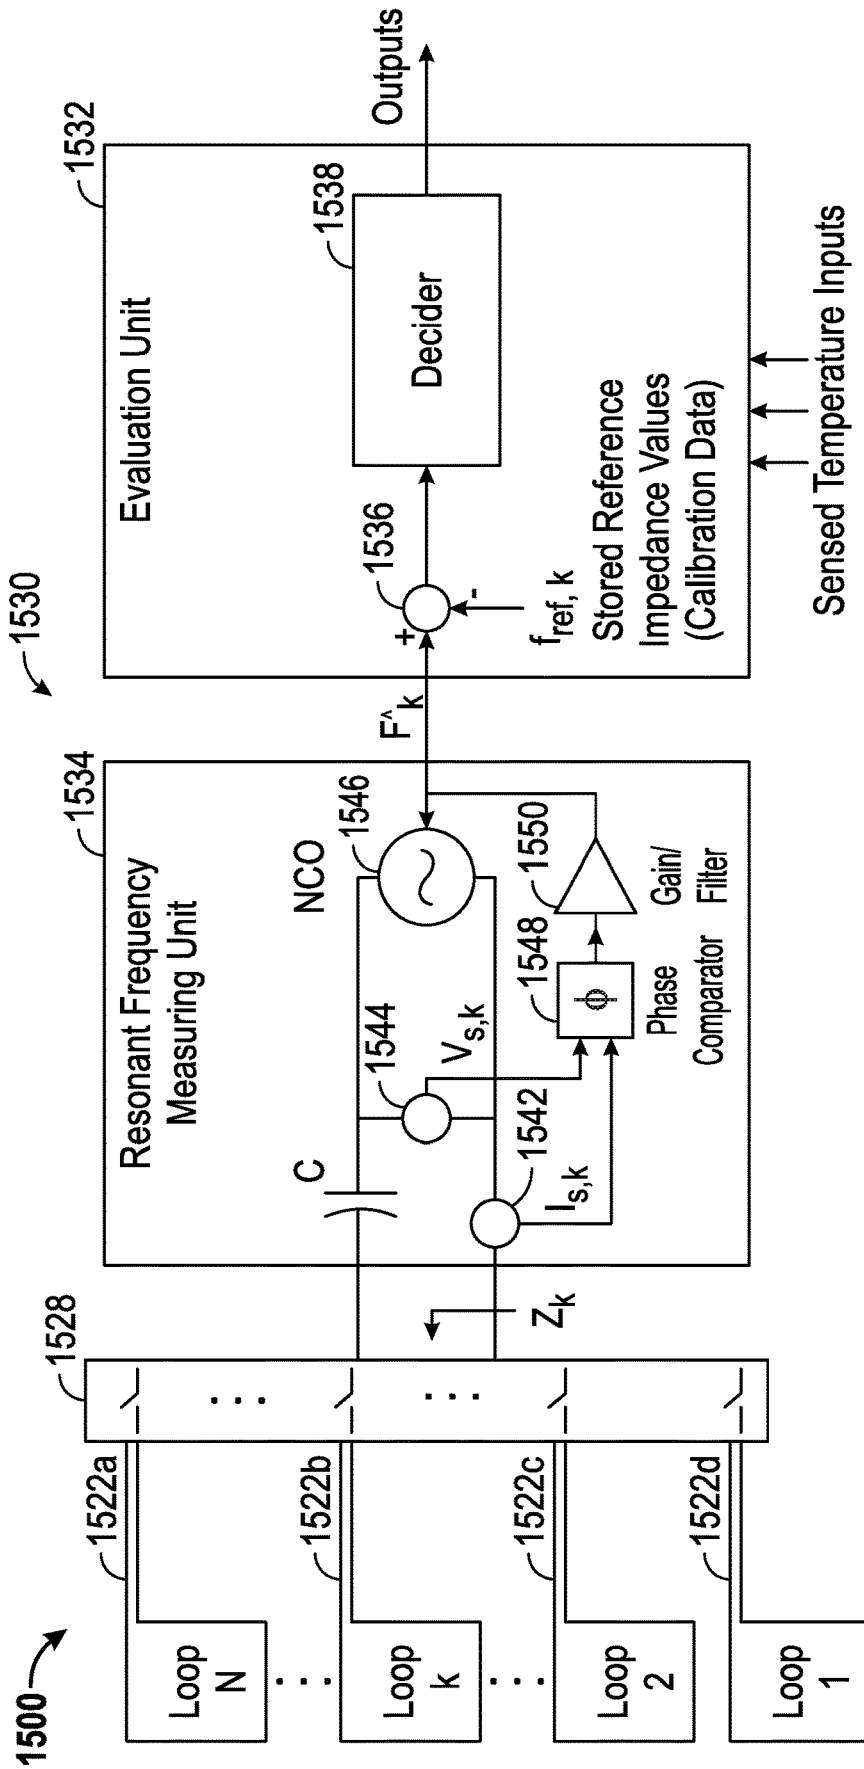 1500
1530
1522a
1522b
1522c
1522d
Loop
N
Loop
k
Loop
2
Loop
1
1528
Z_k
1534
Resonant Frequency
Measuring Unit
C
NCO
1546
1544
V_s,k
1542
I_s,k
1548
Phase
Comparator
ϕ
1550
Gain/
Filter
F^_k
1532
Evaluation Unit
1536
+
-
f_ref, k
Stored Reference
Impedance Values
(Calibration Data)
1538
Decider
Outputs
Sensed Temperature Inputs